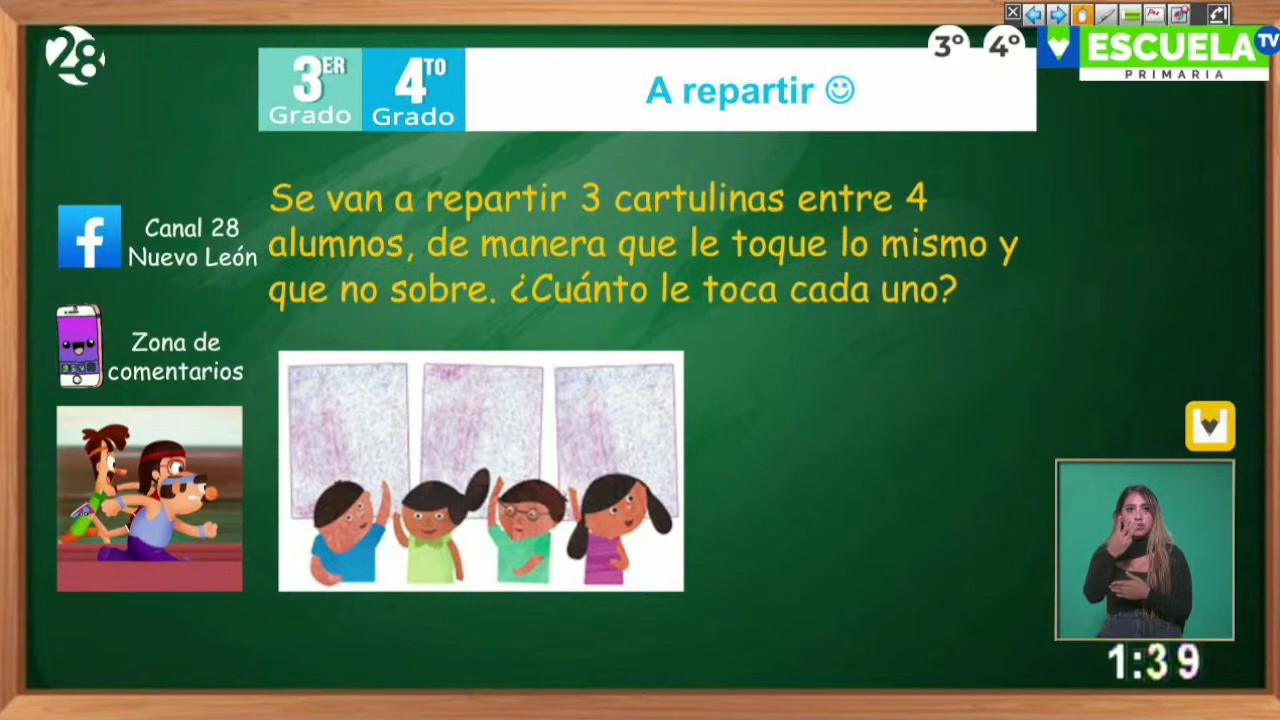 28
3ER
Grado
4TO
Grado
A repartir
3° 4°
ESCUELA TV
PRIMARIA
Se van a repartir 3 cartulinas entre 4
alumnos, de manera que le toque lo mismo y
que no sobre. ¿Cuánto le toca cada uno?
f
Canal 28
Nuevo León
Zona de
comentarios
1:39